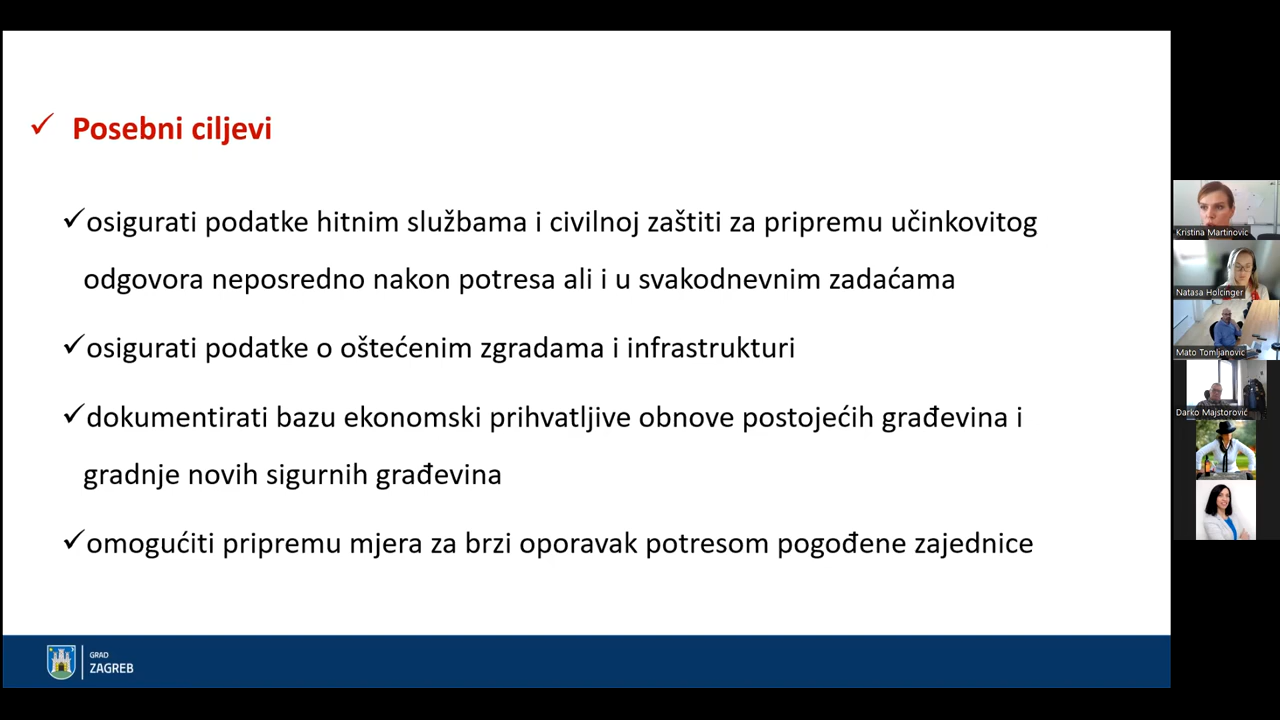 ✓ Posebni ciljevi
✓osigurati podatke hitnim službama i civilnoj zaštiti za pripremu učinkovitog
odgovora neposredno nakon potresa ali i u svakodnevnim zadaćama
✓osigurati podatke o oštećenim zgradama i infrastrukturi
✓dokumentirati bazu ekonomski prihvatljive obnove postojećih građevina i
gradnje novih sigurnih građevina
✓omogućiti pripremu mjera za brzi oporavak potresom pogođene zajednice
GRAD
ZAGREB
Kristina Martinovic
Natasa Holcinger
Mato Tomljanovic
Darko Majstorović